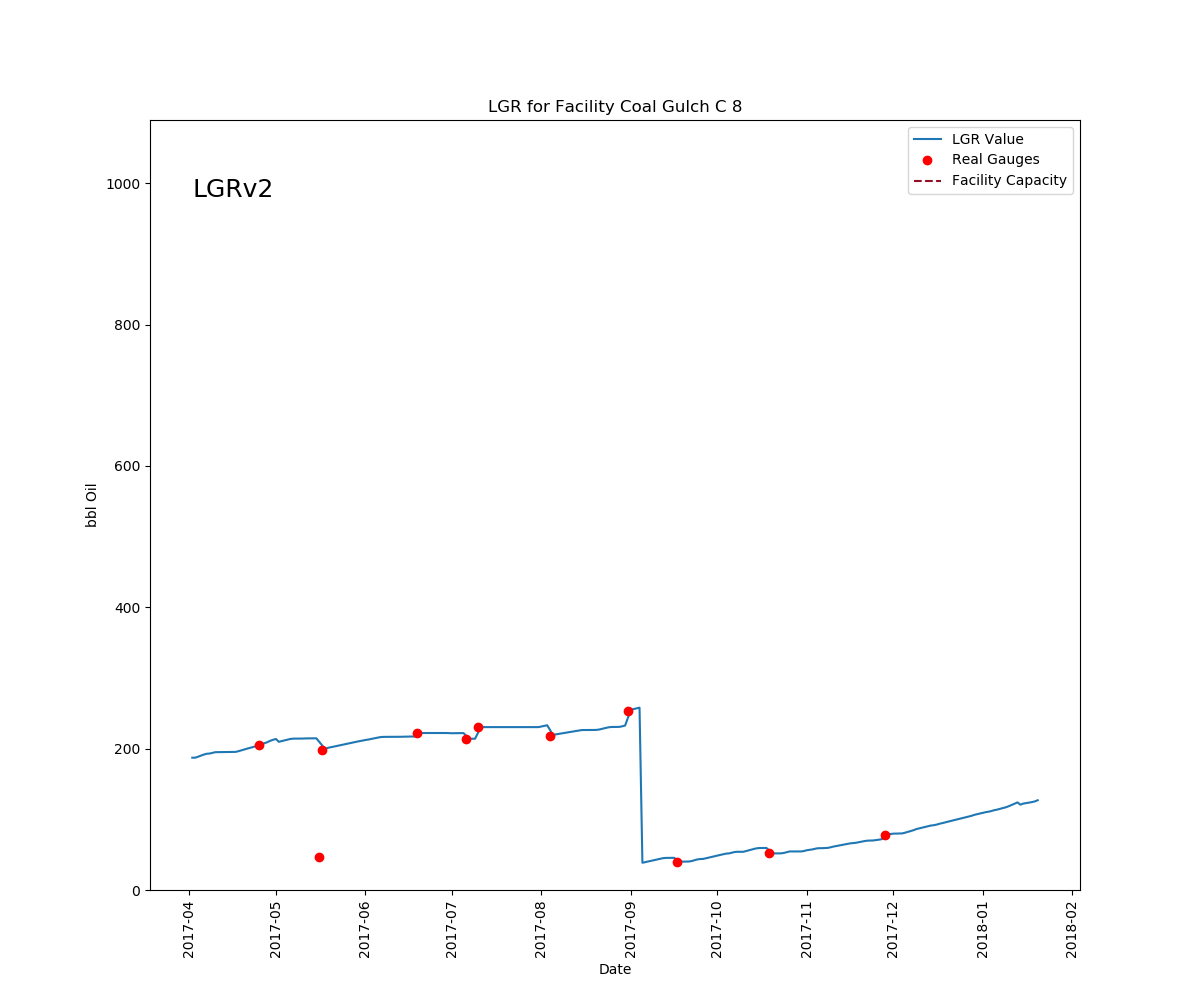 LGR for Facility Coal Gulch C 8
LGRv2
LGR Value
Real Gauges
Facility Capacity
bbl Oil
1000
800
600
400
200
0
2017-04
2017-05
2017-06
2017-07
2017-08
2017-09
2017-10
2017-11
2017-12
2018-01
2018-02
Date